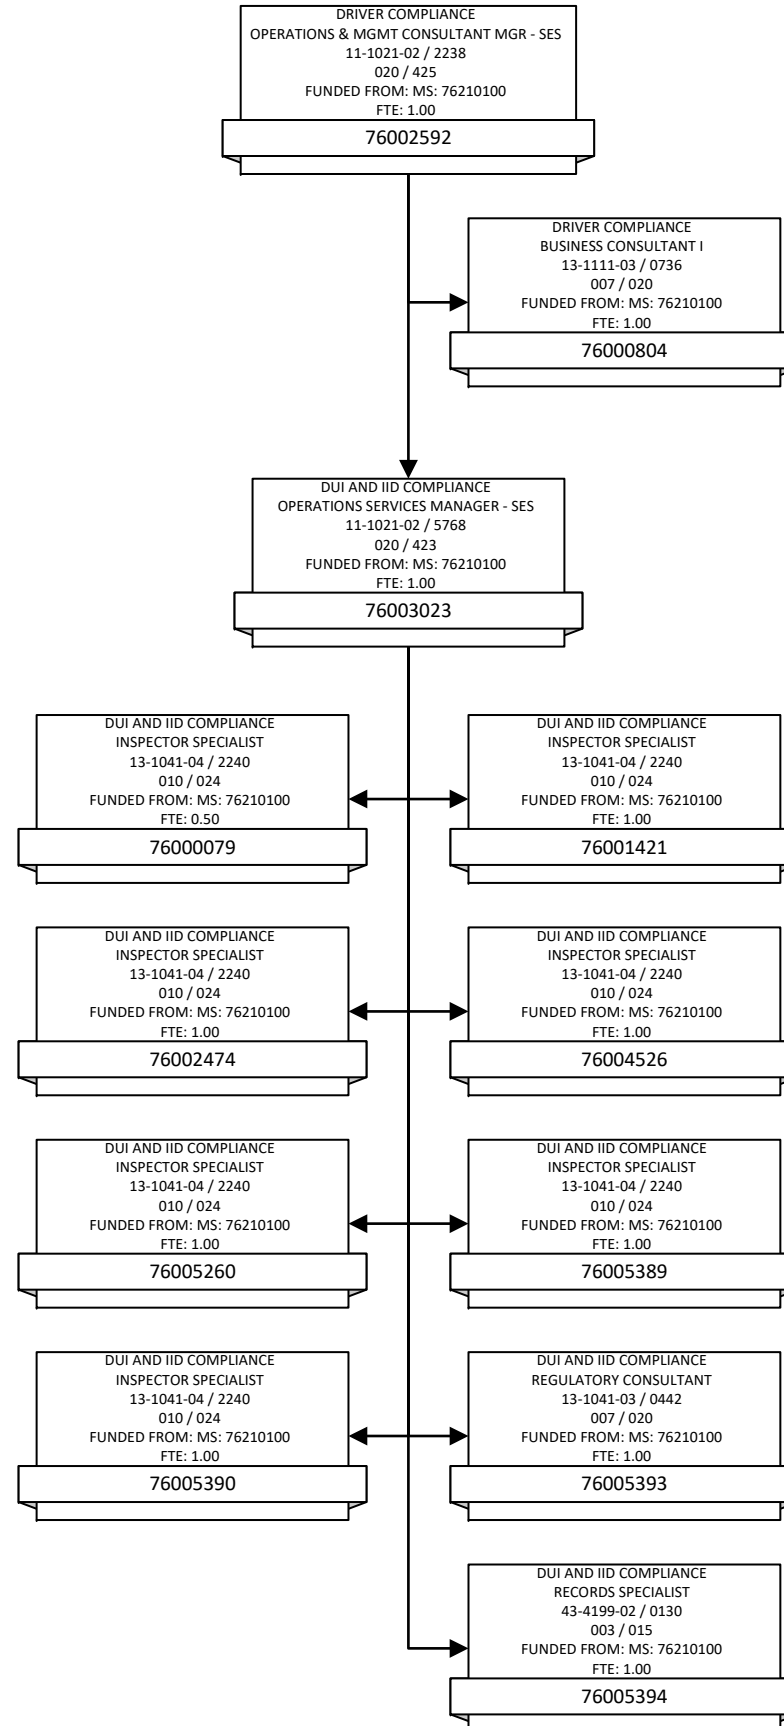 DRIVER COMPLIANCE
OPERATIONS & MGMT CONSULTANT MGR - SES
11-1021-02 / 2238
020 / 425
FUNDED FROM: MS: 76210100
FTE: 1.00
76002592
DRIVER COMPLIANCE
BUSINESS CONSULTANT I
13-1111-03 / 0736
007 / 020
FUNDED FROM: MS: 76210100
FTE: 1.00
76000804
DUI AND IID COMPLIANCE
OPERATIONS SERVICES MANAGER - SES
11-1021-02 / 5768
020 / 423
FUNDED FROM: MS: 76210100
FTE: 1.00
76003023
DUI AND IID COMPLIANCE
INSPECTOR SPECIALIST
13-1041-04 / 2240
010 / 024
FUNDED FROM: MS: 76210100
FTE: 0.50
76000079
DUI AND IID COMPLIANCE
INSPECTOR SPECIALIST
13-1041-04 / 2240
010 / 024
FUNDED FROM: MS: 76210100
FTE: 1.00
76001421
DUI AND IID COMPLIANCE
INSPECTOR SPECIALIST
13-1041-04 / 2240
010 / 024
FUNDED FROM: MS: 76210100
FTE: 1.00
76002474
DUI AND IID COMPLIANCE
INSPECTOR SPECIALIST
13-1041-04 / 2240
010 / 024
FUNDED FROM: MS: 76210100
FTE: 1.00
76004526
DUI AND IID COMPLIANCE
INSPECTOR SPECIALIST
13-1041-04 / 2240
010 / 024
FUNDED FROM: MS: 76210100
FTE: 1.00
76005260
DUI AND IID COMPLIANCE
INSPECTOR SPECIALIST
13-1041-04 / 2240
010 / 024
FUNDED FROM: MS: 76210100
FTE: 1.00
76005389
DUI AND IID COMPLIANCE
INSPECTOR SPECIALIST
13-1041-04 / 2240
010 / 024
FUNDED FROM: MS: 76210100
FTE: 1.00
76005390
DUI AND IID COMPLIANCE
REGULATORY CONSULTANT
13-1041-03 / 0442
007 / 020
FUNDED FROM: MS: 76210100
FTE: 1.00
76005393
DUI AND IID COMPLIANCE
RECORDS SPECIALIST
43-4199-02 / 0130
003 / 015
FUNDED FROM: MS: 76210100
FTE: 1.00
76005394